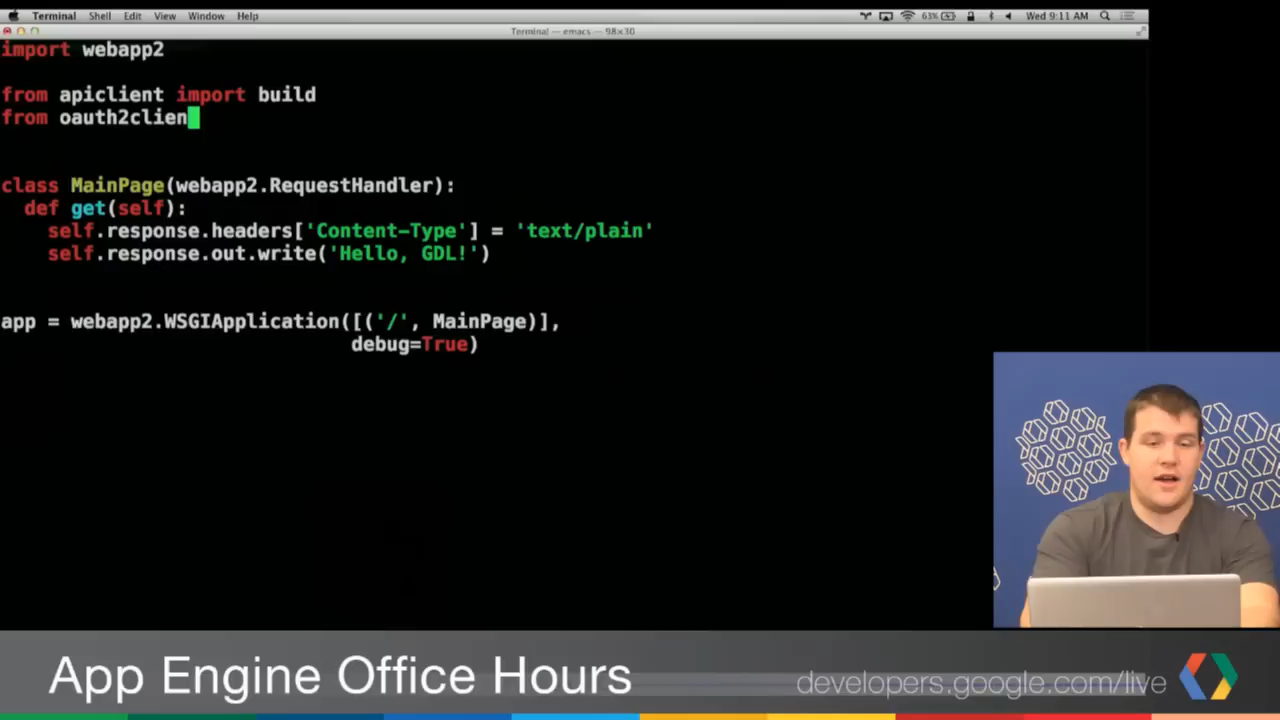 Terminal Shell Edit View Window Help 63% Wed 9:11 AM
Terminal — emacs — 98×30
import webapp2
from apiclient import build
from oauth2clien
class MainPage(webapp2.RequestHandler):
def get(self):
self.response.headers['Content-Type'] = 'text/plain'
self.response.out.write('Hello, GDL!')
app = webapp2.WSGIApplication([('/', MainPage)],
debug=True)
App Engine Office Hours
developers.google.com/live